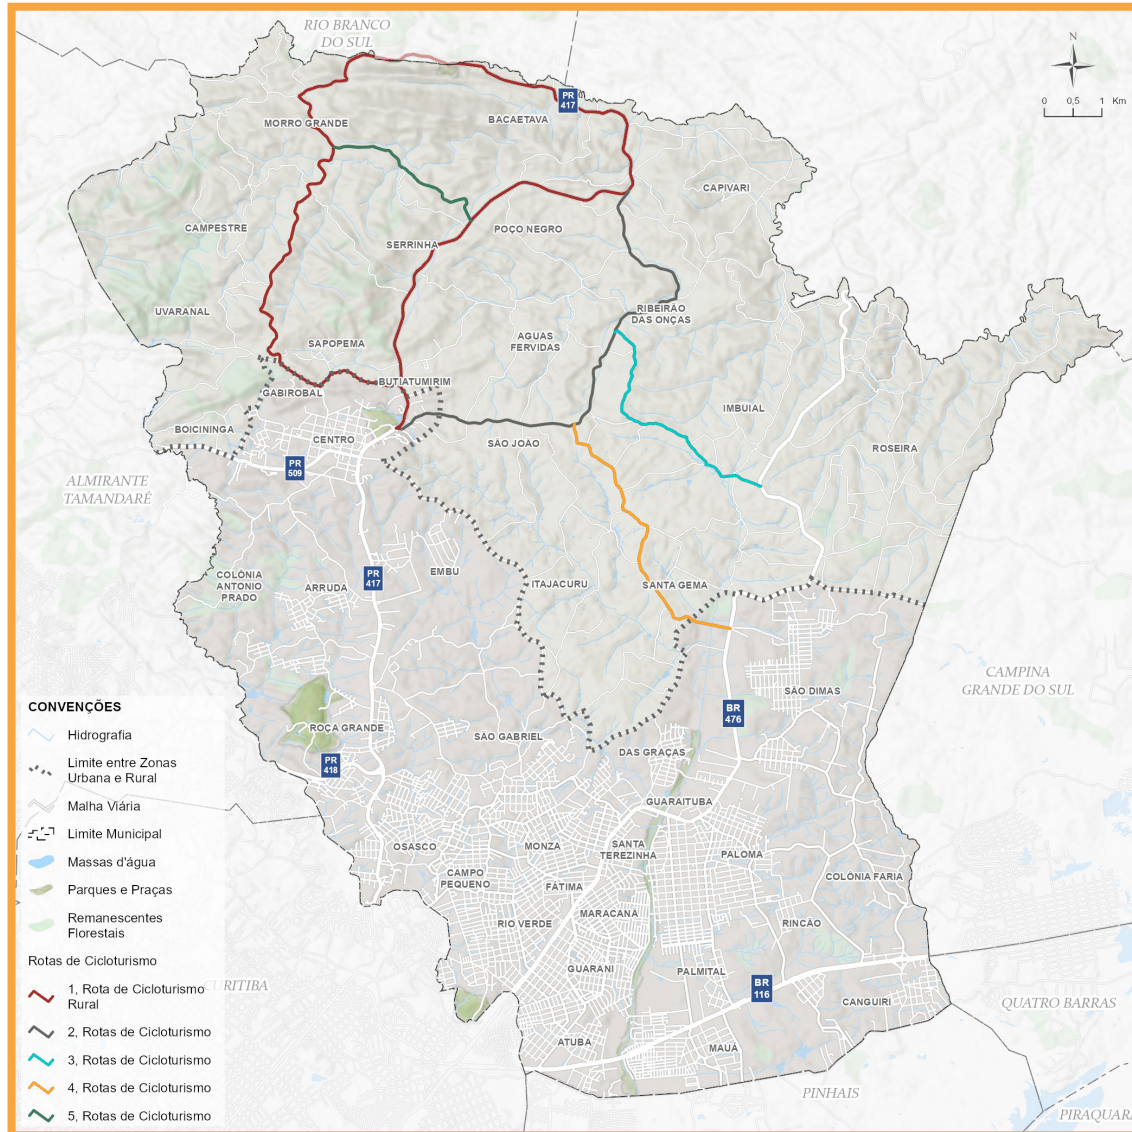 RIO BRANCO
DO SUL
N
0 0,5 1 Km
PR
417
MORRO GRANDE
BACAETAVA
CAPIVARI
CAMPESTRE
POÇO NEGRO
SERRINHA
UVARANAL
RIBEIRÃO
DAS ONÇAS
SAPOPEMA
AGUAS
FERVIDAS
BUTIATUMIRIM
GABIROBAL
IMBUIAL
BOICININGA
CENTRO
SÃO JOÃO
ROSEIRA
PR
509
ALMIRANTE
TAMANDARÉ
PR
417
EMBU
COLÔNIA
ANTONIO
PRADO
ARRUDA
ITAJACURU
SANTA GEMA
CAMPINA
GRANDE DO SUL
SÃO DIMAS
BR
476
ROÇA GRANDE
SÃO GABRIEL
DAS GRAÇAS
PR
418
GUARAITUBA
OSASCO
MONZA
SANTA
TEREZINHA
PALOMA
CAMPO
PEQUENO
FÁTIMA
COLÔNIA FARIA
MARACANÃ
RIO VERDE
RINCÃO
GUARANI
PALMITAL
BR
116
CANGUIRI
QUATRO BARRAS
CURITIBA
ATUBA
MAUÁ
PINHAIS
PIRAQUARA
CONVENÇÕES
Hidrografia
Limite entre Zonas
Urbana e Rural
Malha Viária
Limite Municipal
Massas d'água
Parques e Praças
Remanescentes
Florestais
Rotas de Cicloturismo
1, Rota de Cicloturismo
Rural
2, Rotas de Cicloturismo
3, Rotas de Cicloturismo
4, Rotas de Cicloturismo
5, Rotas de Cicloturismo